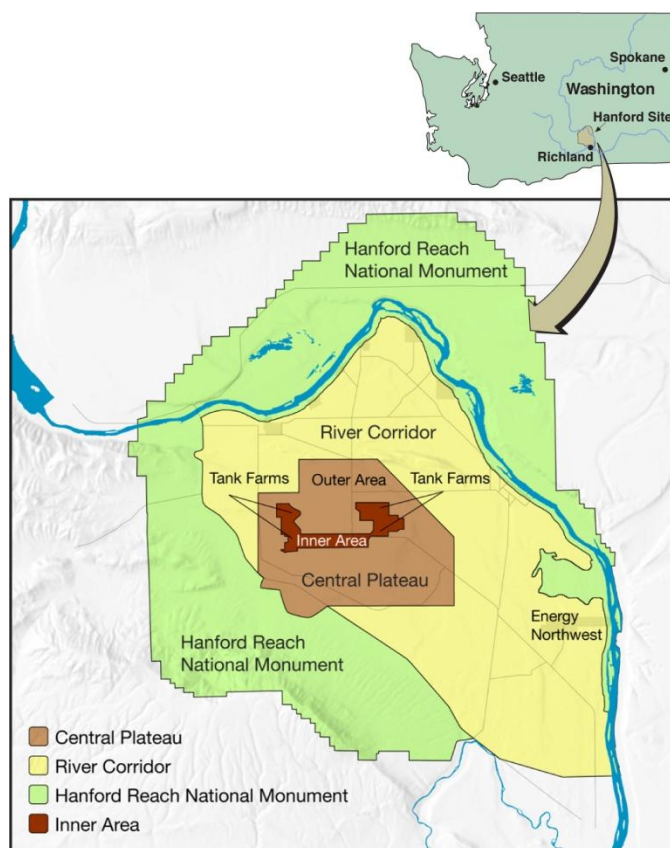 Spokane
Seattle
Washington
Hanford Site
Richland
Hanford Reach
National Monument
River Corridor
Tank Farms
Outer Area
Tank Farms
Inner Area
Central Plateau
Energy
Northwest
Hanford Reach
National Monument
Central Plateau
River Corridor
Hanford Reach National Monument
Inner Area